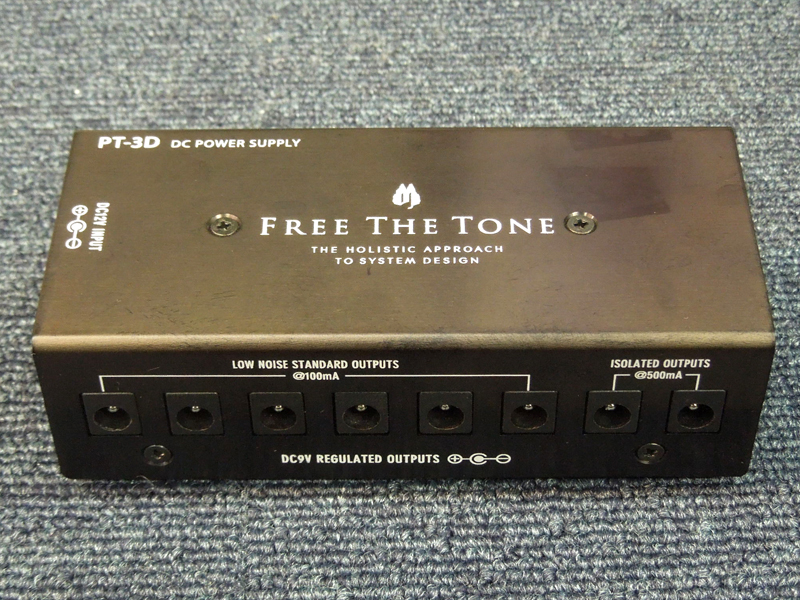 PT-3D DC POWER SUPPLY
DC12V INPUT
FREE THE TONE
THE HOLISTIC APPROACH
TO SYSTEM DESIGN
LOW NOISE STANDARD OUTPUTS
@100mA
ISOLATED OUTPUTS
@500mA
DC9V REGULATED OUTPUTS